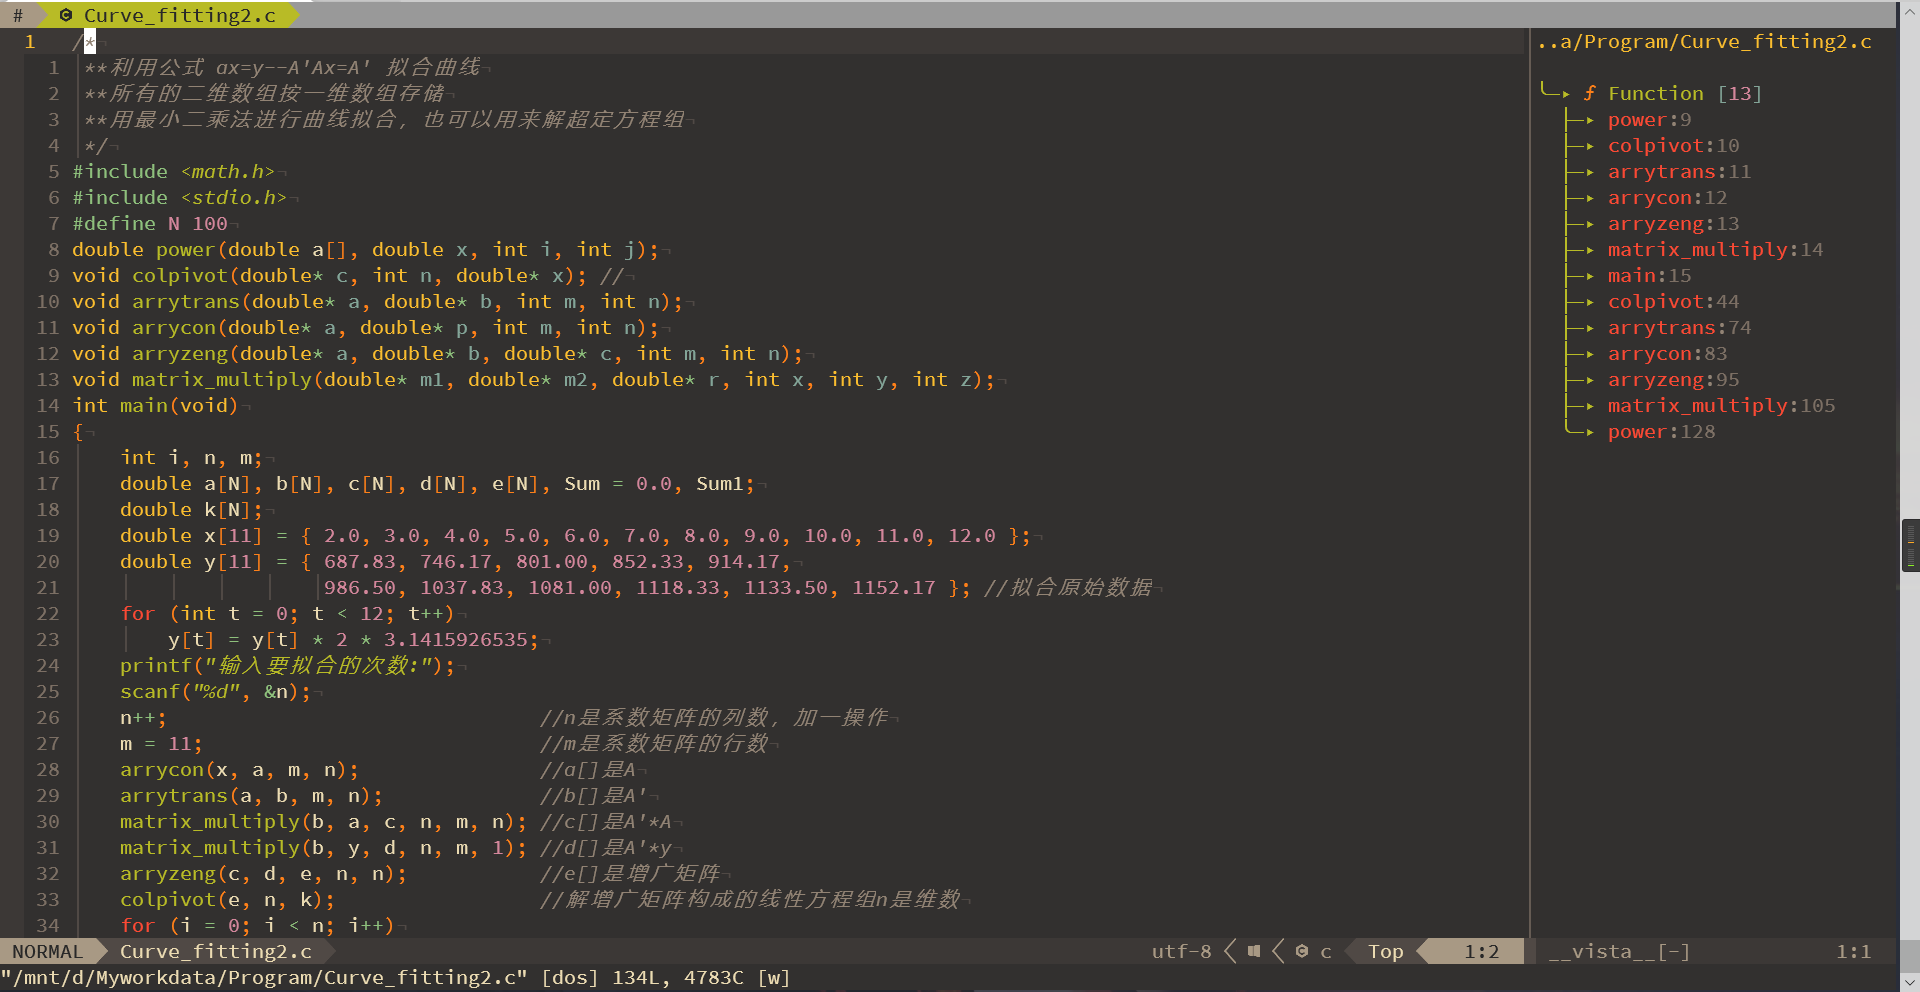 # Curve_fitting2.c
1 /*
1 **利用公式 ax=y--A'Ax=A' 拟合曲线
2 **所有的二维数组按一维数组存储
3 **用最小二乘法进行曲线拟合, 也可以用来解超定方程组
4 */
5 #include <math.h>
6 #include <stdio.h>
7 #define N 100
8 double power(double a[], double x, int i, int j);
9 void colpivot(double* c, int n, double* x); //
10 void arrytrans(double* a, double* b, int m, int n);
11 void arrycon(double* a, double* p, int m, int n);
12 void arryzeng(double* a, double* b, double* c, int m, int n);
13 void matrix_multiply(double* m1, double* m2, double* r, int x, int y, int z);
14 int main(void)
15 {
16 int i, n, m;
17 double a[N], b[N], c[N], d[N], e[N], Sum = 0.0, Sum1;
18 double k[N];
19 double x[11] = { 2.0, 3.0, 4.0, 5.0, 6.0, 7.0, 8.0, 9.0, 10.0, 11.0, 12.0 };
20 double y[11] = { 687.83, 746.17, 801.00, 852.33, 914.17,
21 986.50, 1037.83, 1081.00, 1118.33, 1133.50, 1152.17 }; //拟合原始数据
22 for (int t = 0; t < 12; t++)
23 y[t] = y[t] * 2 * 3.1415926535;
24 printf("输入要拟合的次数:");
25 scanf("%d", &n);
26 n++; //n是系数矩阵的列数, 加一操作
27 m = 11; //m是系数矩阵的行数
28 arrycon(x, a, m, n); //a[]是A
29 arrytrans(a, b, m, n); //b[]是A'
30 matrix_multiply(b, a, c, n, m, n); //c[]是A'*A
31 matrix_multiply(b, y, d, n, m, 1); //d[]是A'*y
32 arryzeng(c, d, e, n, n); //e[]是增广矩阵
33 colpivot(e, n, k); //解增广矩阵构成的线性方程组n是维数
34 for (i = 0; i < n; i++)
..a/Program/Curve_fitting2.c
ƒ Function [13]
power:9
colpivot:10
arrytrans:11
arrycon:12
arryzeng:13
matrix_multiply:14
main:15
colpivot:44
arrytrans:74
arrycon:83
arryzeng:95
matrix_multiply:105
power:128
NORMAL Curve_fitting2.c utf-8 c Top 1:2 __vista__[-] 1:1
"/mnt/d/Myworkdata/Program/Curve_fitting2.c" [dos] 134L, 4783C [w]